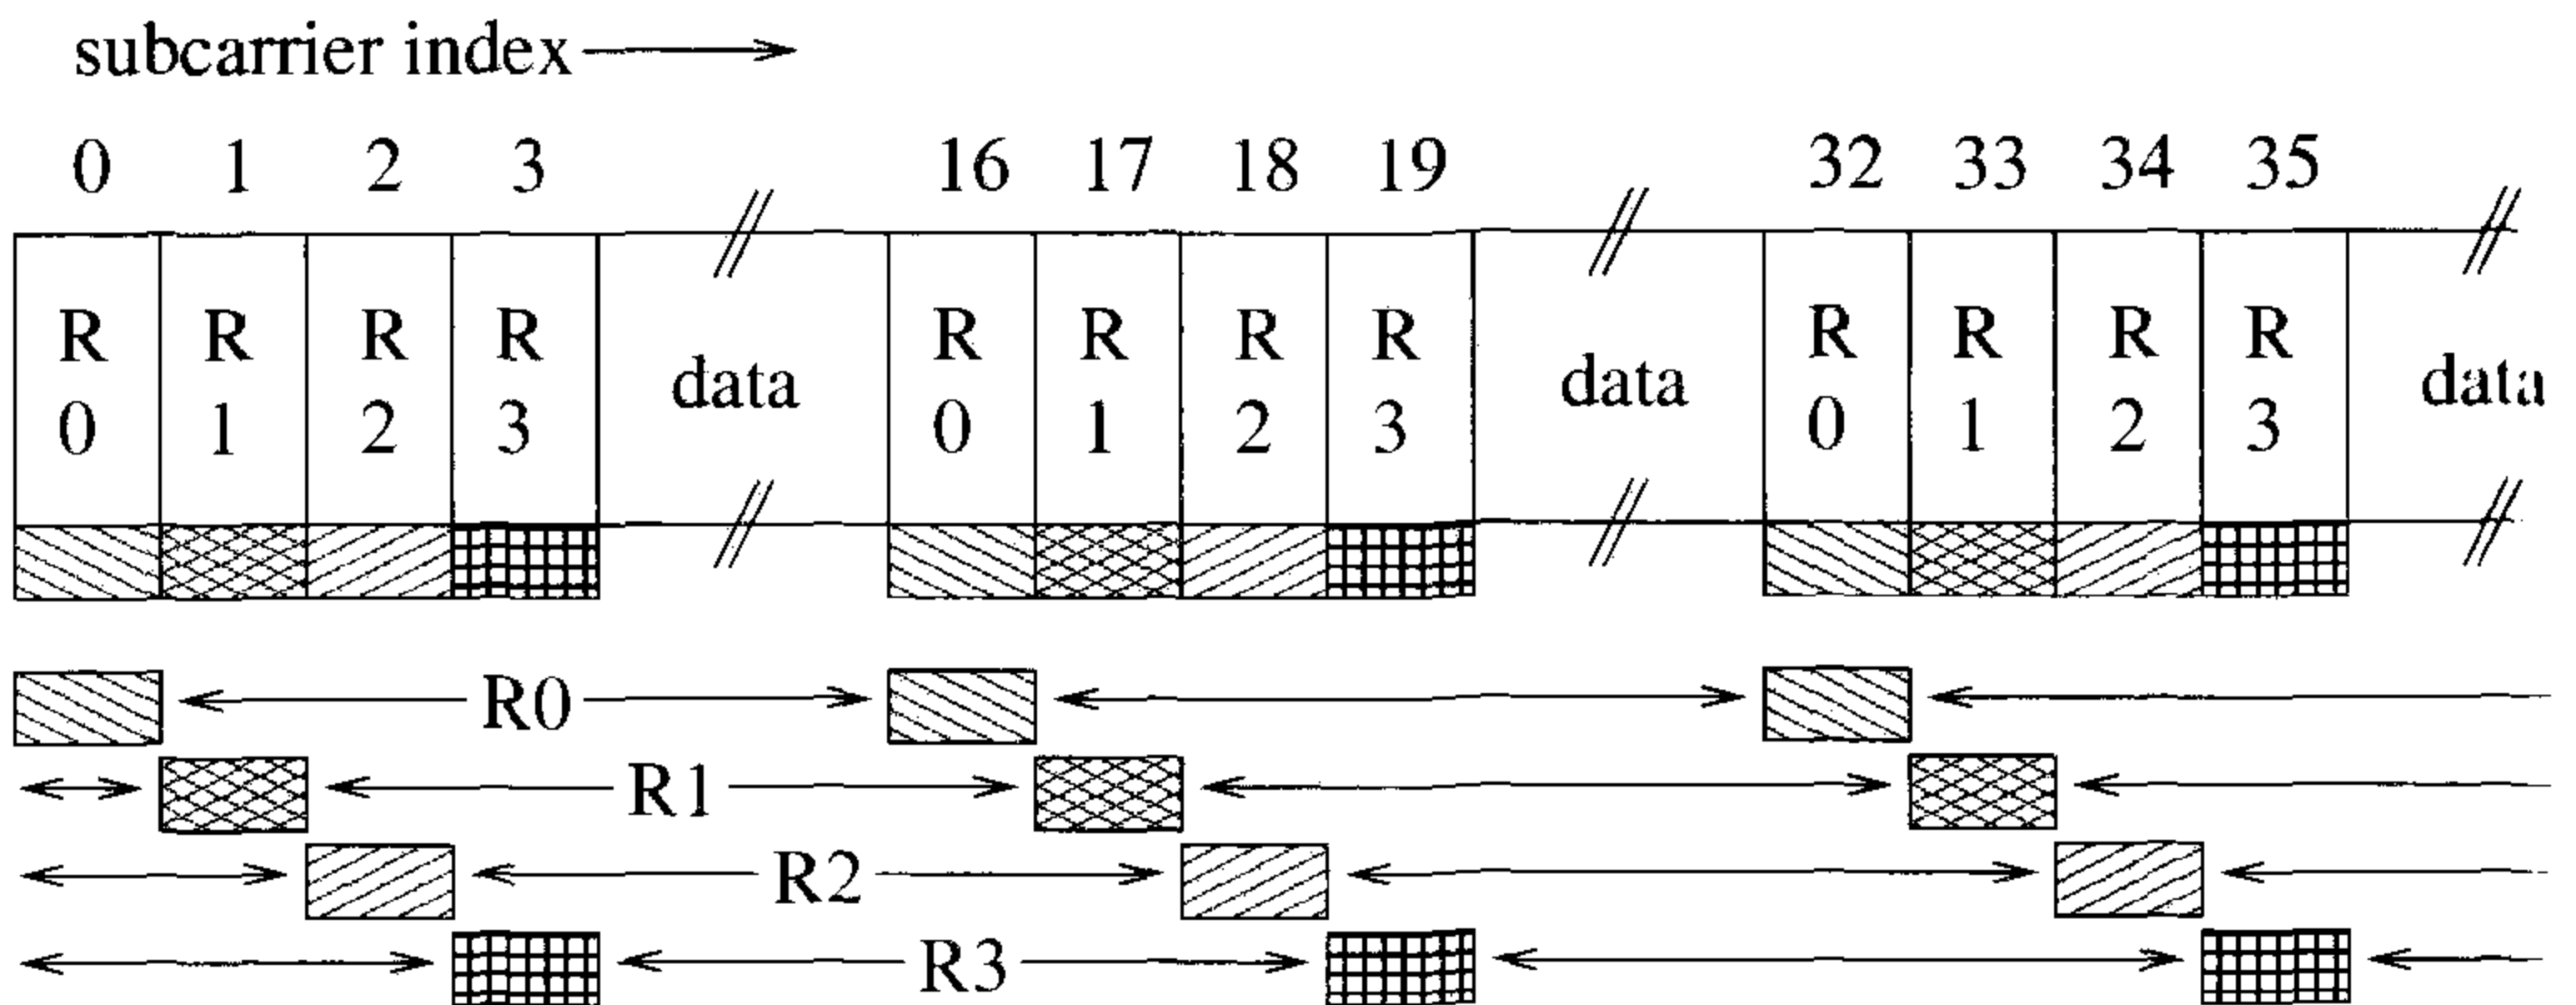 subcarrier index
0 1 2 3 16 17 18 19 32 33 34 35
R R R R R R R R R R R R
data data data
0 1 2 3 0 1 2 3 0 1 2 3
R0
R1
R2
R3